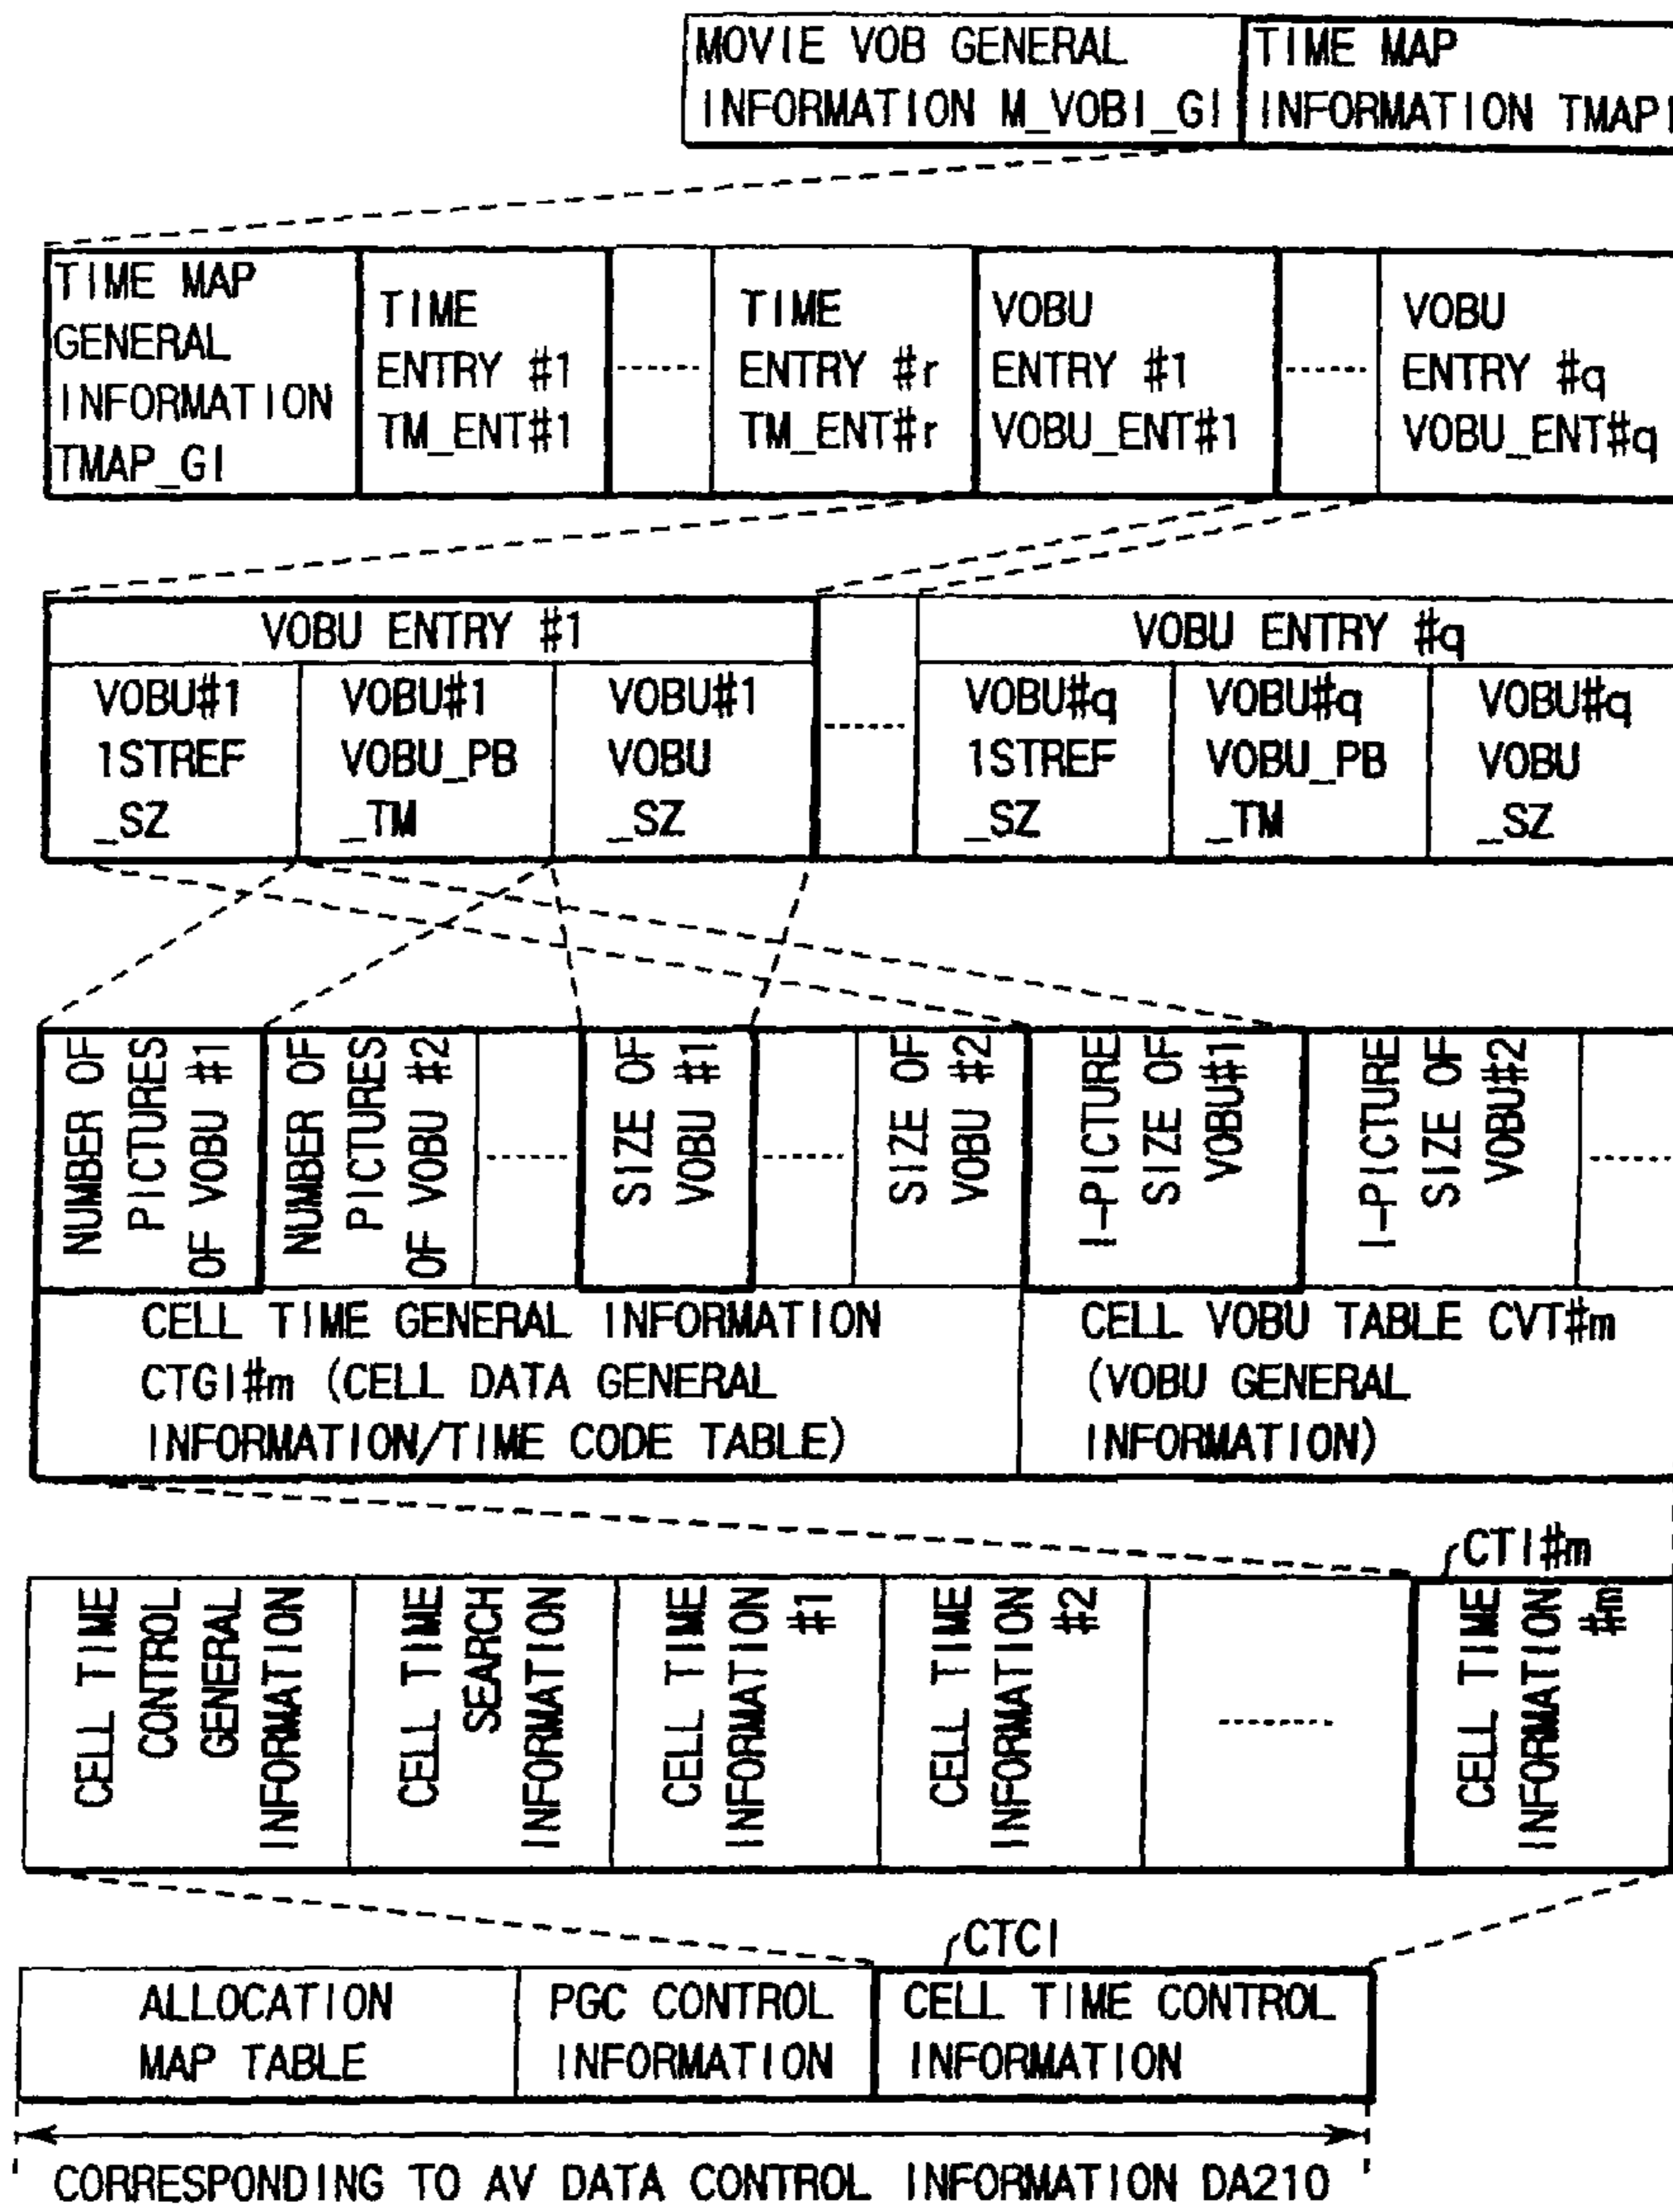 MOVIE VOB GENERAL
INFORMATION M_VOBI_GI
TIME MAP
INFORMATION TMAPI
TIME MAP
GENERAL
INFORMATION
TMAP_GI
TIME
ENTRY #1
TM_ENT#1
TIME
ENTRY #r
TM_ENT#r
VOBU
ENTRY #1
VOBU_ENT#1
VOBU
ENTRY #q
VOBU_ENT#q
VOBU ENTRY #1
VOBU ENTRY #q
VOBU#1
1STREF
_SZ
VOBU#1
VOBU_PB
_TM
VOBU#1
VOBU
_SZ
VOBU#q
1STREF
_SZ
VOBU#q
VOBU_PB
_TM
VOBU#q
VOBU
_SZ
NUMBER OF
PICTURES
OF VOBU #1
NUMBER OF
PICTURES
OF VOBU #2
SIZE OF
VOBU #1
SIZE OF
VOBU #2
I-PICTURE
SIZE OF
VOBU#1
I-PICTURE
SIZE OF
VOBU#2
CELL TIME GENERAL INFORMATION
CTGI#m (CELL DATA GENERAL
INFORMATION/TIME CODE TABLE)
CELL VOBU TABLE CVT#m
(VOBU GENERAL
INFORMATION)
CTI#m
CELL TIME
CONTROL
GENERAL
INFORMATION
CELL TIME
SEARCH
INFORMATION
CELL TIME
INFORMATION
#1
CELL TIME
INFORMATION
#2
CELL TIME
INFORMATION
#m
CTCI
ALLOCATION
MAP TABLE
PGC CONTROL
INFORMATION
CELL TIME CONTROL
INFORMATION
CORRESPONDING TO AV DATA CONTROL INFORMATION DA210